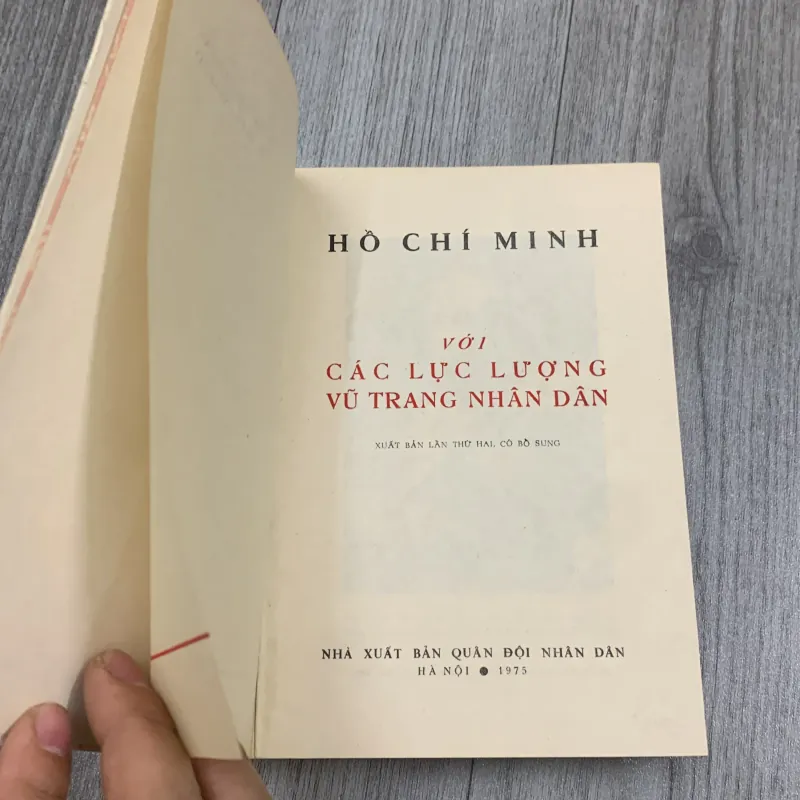 HỒ CHÍ MINH
VỚI
CÁC LỰC LƯỢNG
VŨ TRANG NHÂN DÂN
XUẤT BẢN LẦN THỨ HAI, CÓ BỔ SUNG
NHÀ XUẤT BẢN QUÂN ĐỘI NHÂN DÂN
HÀ NỘI ● 1975